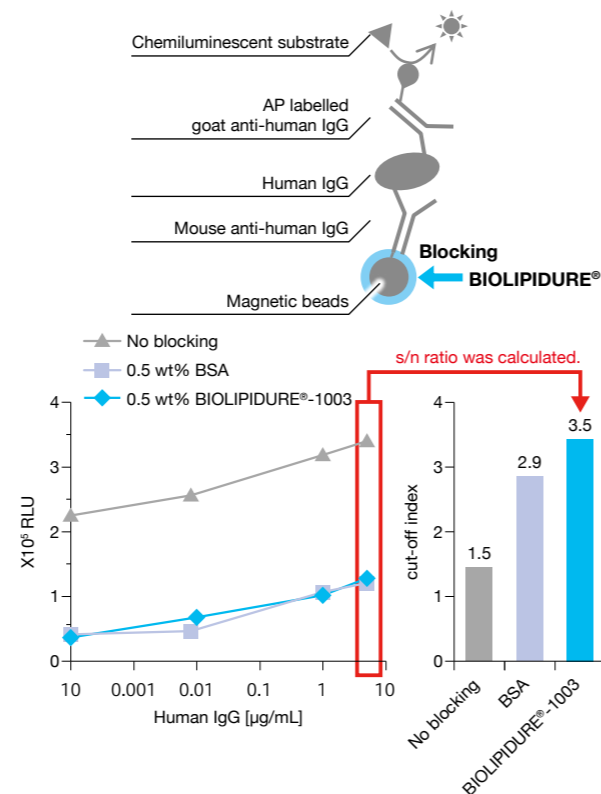 Chemiluminescent substrate
AP labelled
goat anti-human IgG
Human IgG
Mouse anti-human IgG
Magnetic beads
Blocking
BIOLIPIDURE®
No blocking
0.5 wt% BSA
0.5 wt% BIOLIPIDURE®-1003
s/n ratio was calculated.
X10⁵ RLU
4
3
2
1
0
10
0.001
0.01
0.1
1
10
Human IgG [µg/mL]
cut-off index
4
3
2
1
0
1.5
2.9
3.5
No blocking
BSA
BIOLIPIDURE®-1003